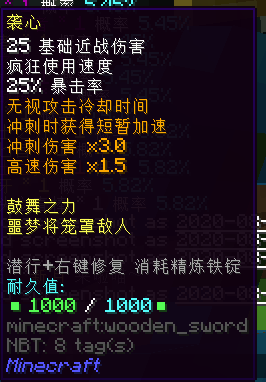 袭心
25 基础近战伤害
疯狂使用速度
25% 暴击率
无视攻击冷却时间
冲刺时获得短暂加速
冲刺伤害 x3.0
高速伤害 x1.5
鼓舞之力
噩梦将笼罩敌人
潜行+右键修复 消耗精炼铁锭
耐久值:
1000 / 1000
minecraft:wooden_sword
NBT: 8 tag(s)
Minecraft